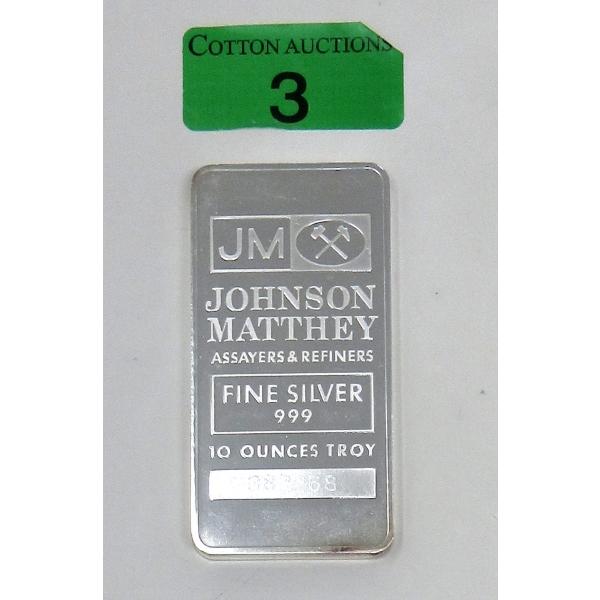 COTTON AUCTIONS
3
JM
JOHNSON
MATTHEY
ASSAYERS & REFINERS
FINE SILVER
999
10 OUNCES TROY